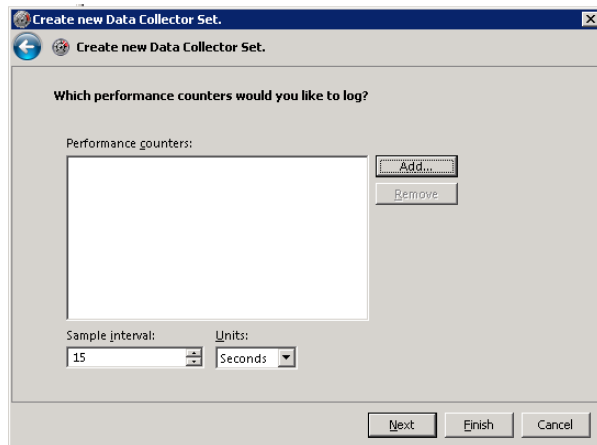 Create new Data Collector Set.
Create new Data Collector Set.
Which performance counters would you like to log?
Performance counters:
Add...
Remove
Sample interval:
Units:
15
Seconds
Next
Finish
Cancel